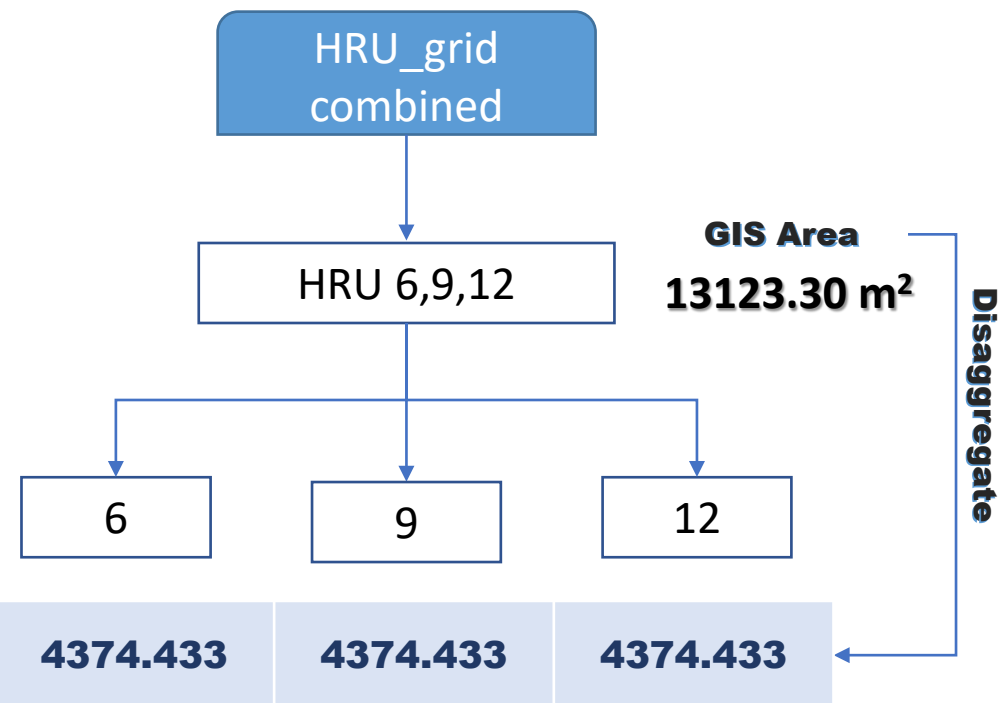 HRU_grid
combined
GIS Area
HRU 6,9,12
13123.30 m²
Disaggregate
6
9
12
4374.433
4374.433
4374.433